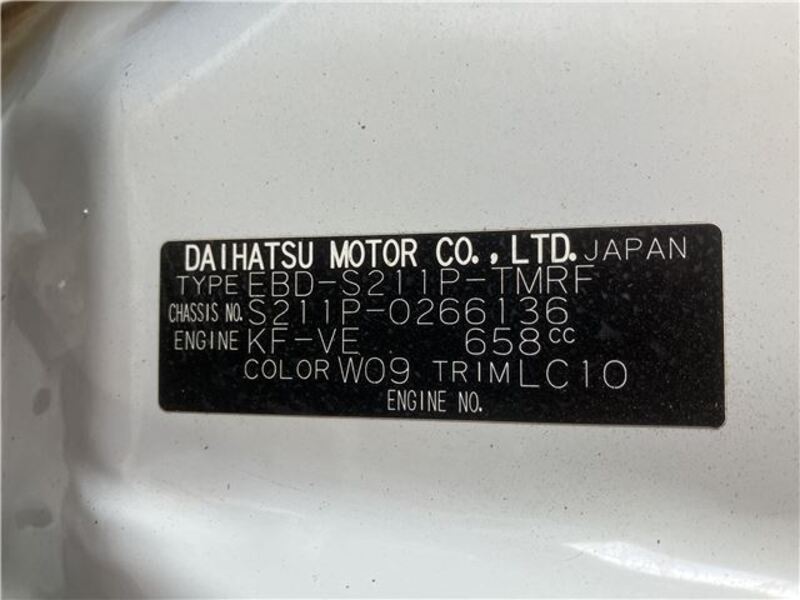 DAIHATSU MOTOR CO., LTD. JAPAN
TYPE EBD-S211P-TMRF
CHASSIS NO. S211P-0266136
ENGINE KF-VE 658cc
COLOR W09 TRIM LC10
ENGINE NO.